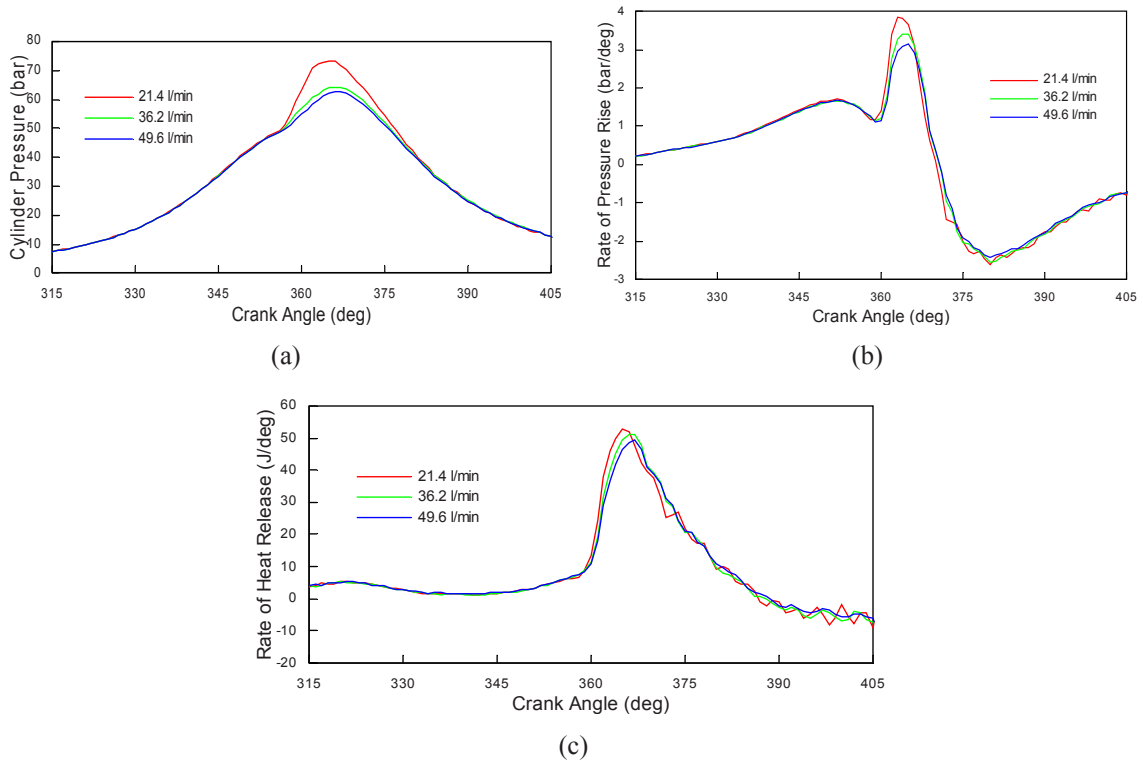 80
70
60
50
40
30
20
10
0
Cylinder Pressure (bar)
21.4 l/min
36.2 l/min
49.6 l/min
315 330 345 360 375 390 405
Crank Angle (deg)
(a)
4
3
2
1
0
-1
-2
-3
Rate of Pressure Rise (bar/deg)
21.4 l/min
36.2 l/min
49.6 l/min
315 330 345 360 375 390 405
Crank Angle (deg)
(b)
60
50
40
30
20
10
0
-10
-20
Rate of Heat Release (J/deg)
21.4 l/min
36.2 l/min
49.6 l/min
315 330 345 360 375 390 405
Crank Angle (deg)
(c)